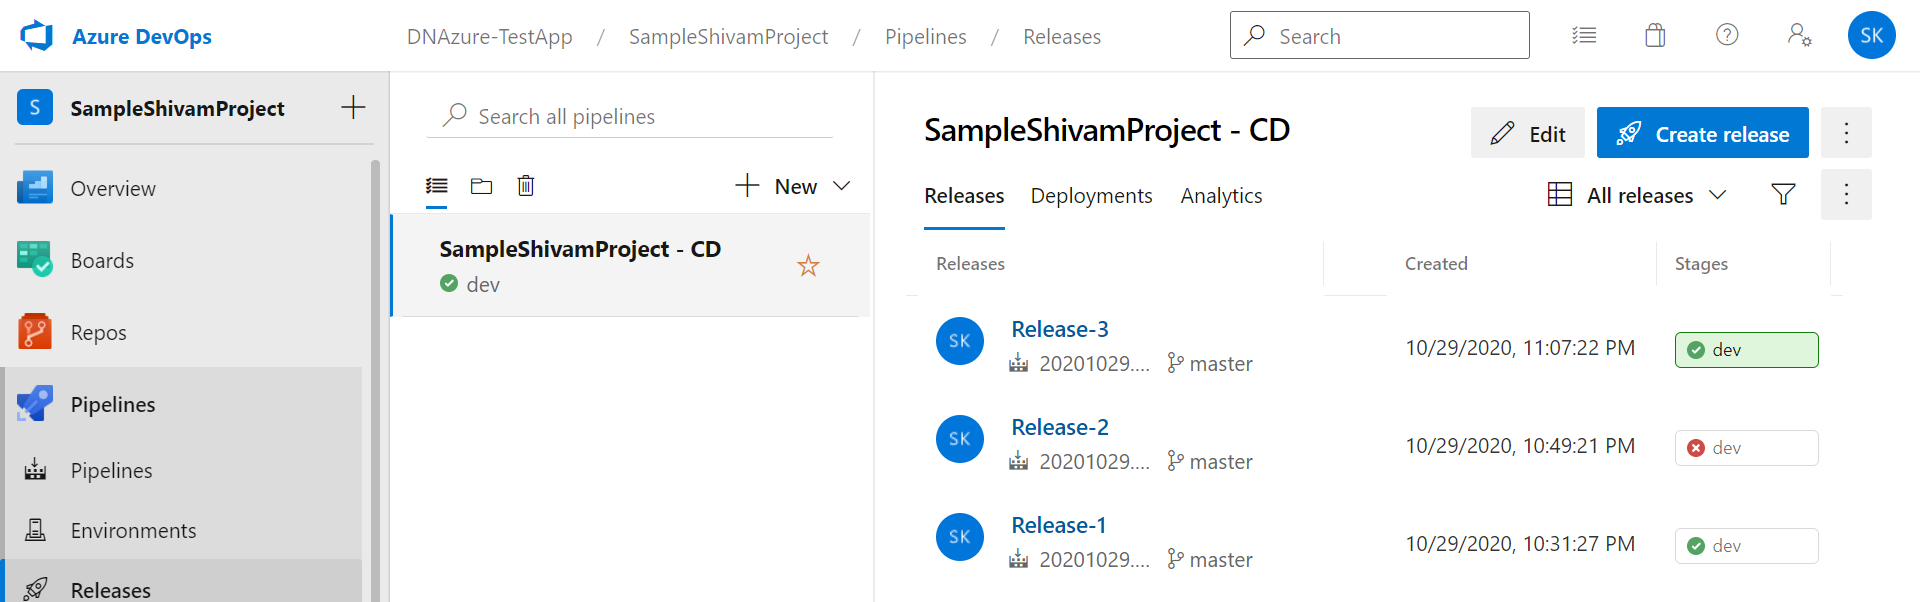 Azure DevOps
DNAzure-TestApp / SampleShivamProject / Pipelines / Releases
Search
SK
S SampleShivamProject
Overview
Boards
Repos
Pipelines
Pipelines
Environments
Releases
Search all pipelines
New
SampleShivamProject - CD
dev
SampleShivamProject - CD
Edit
Create release
Releases Deployments Analytics
All releases
Releases Created Stages
SK Release-3
20201029.... master
10/29/2020, 11:07:22 PM
dev
SK Release-2
20201029.... master
10/29/2020, 10:49:21 PM
dev
SK Release-1
20201029.... master
10/29/2020, 10:31:27 PM
dev